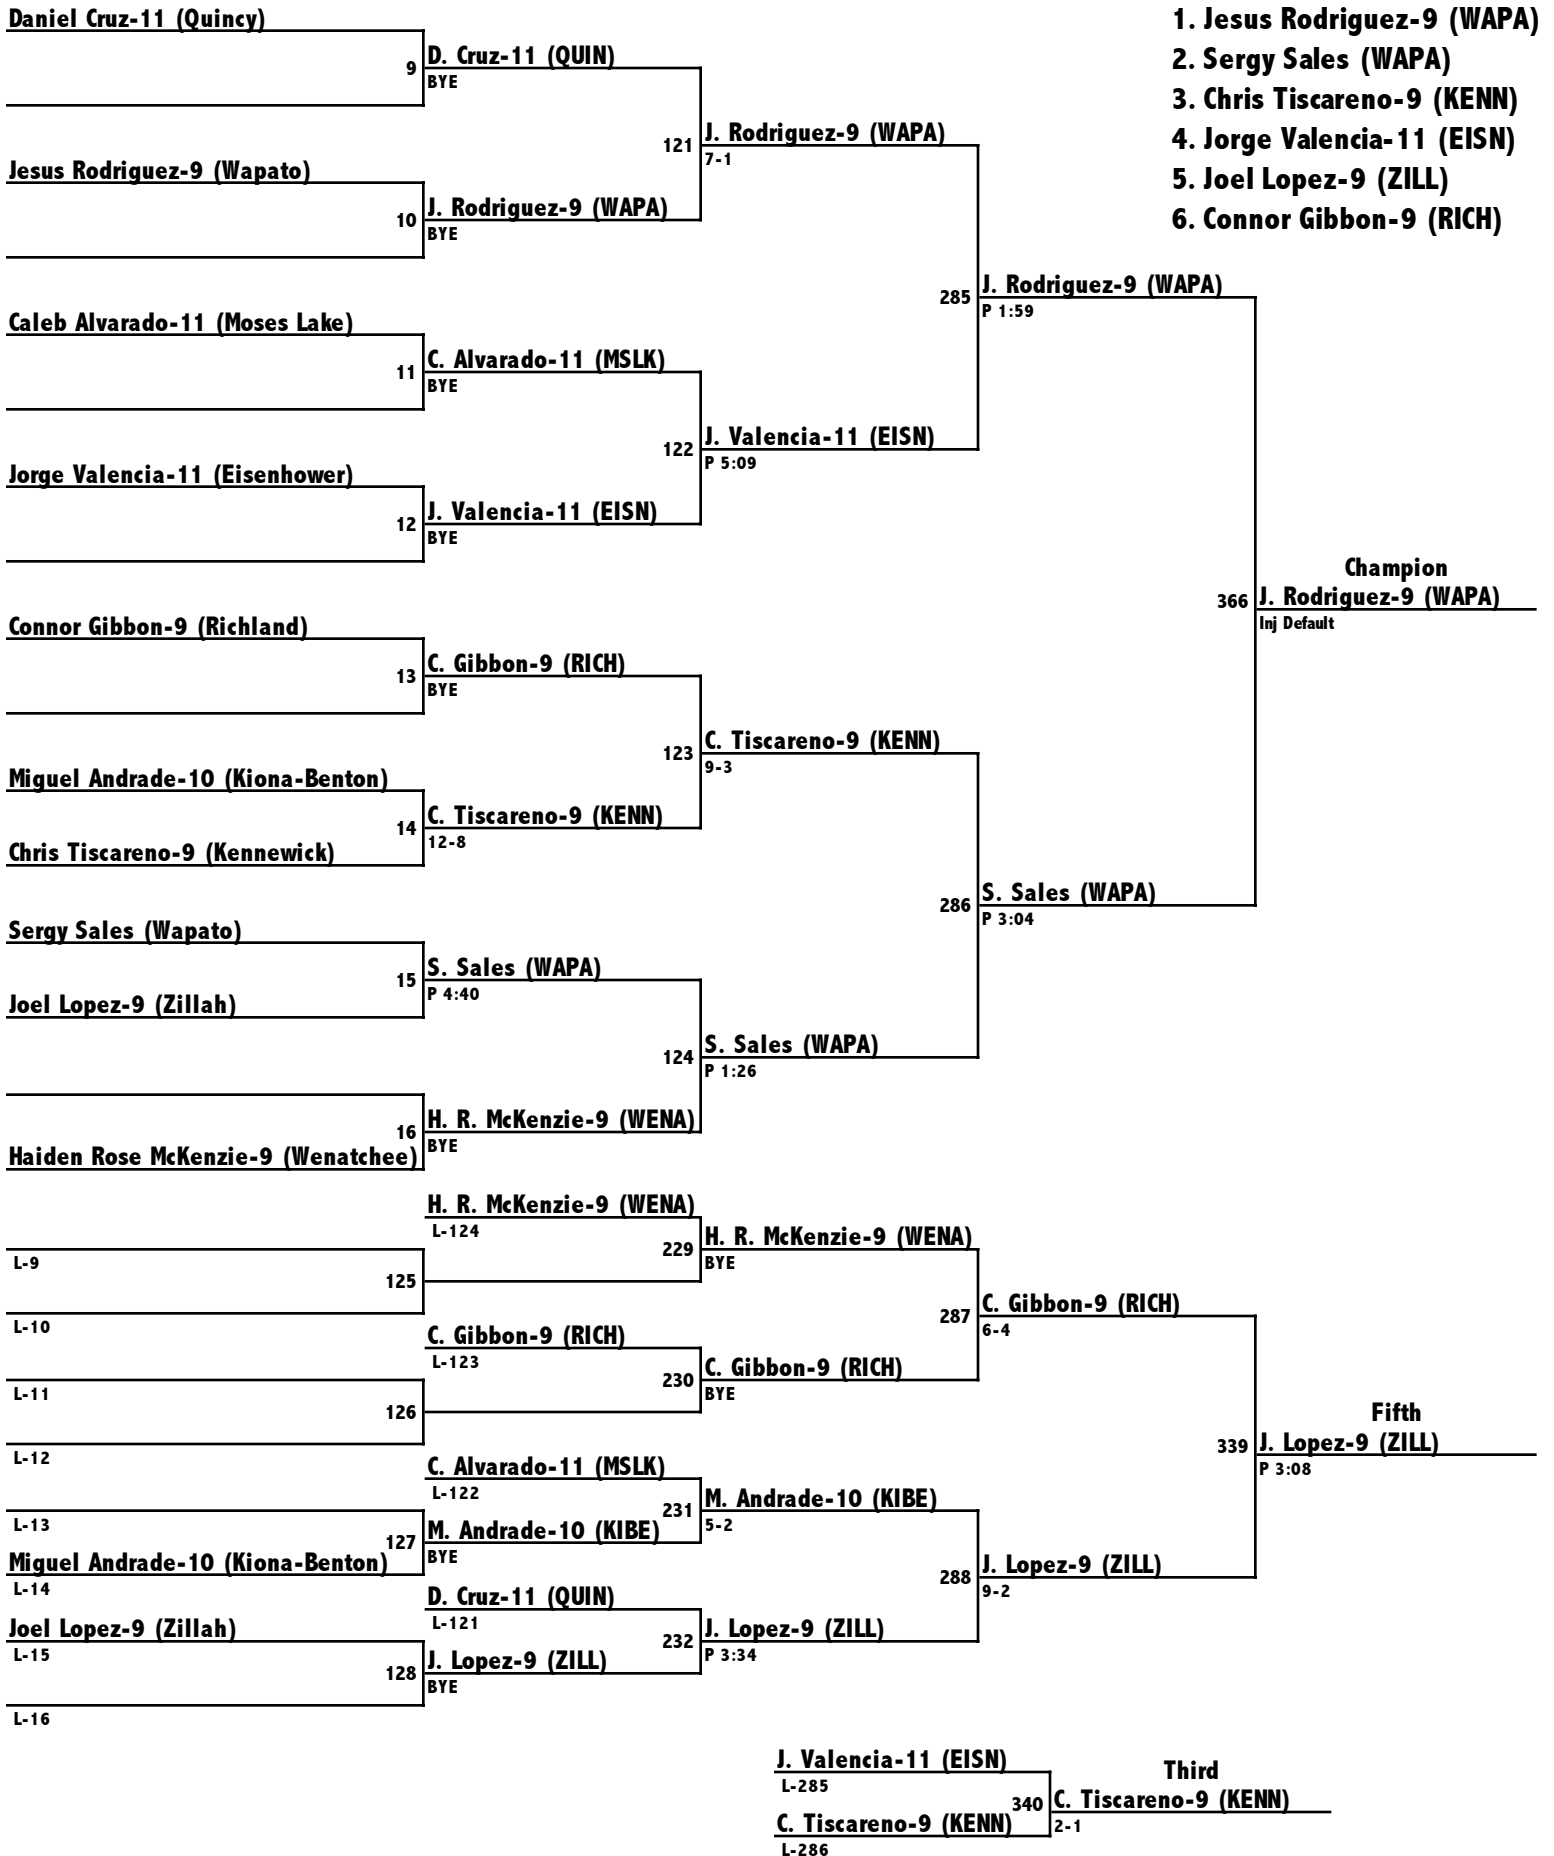 Daniel Cruz-11 (Quincy)
9
D. Cruz-11 (QUIN)
BYE
Jesus Rodriguez-9 (Wapato)
10
J. Rodriguez-9 (WAPA)
BYE
121
J. Rodriguez-9 (WAPA)
7-1
Caleb Alvarado-11 (Moses Lake)
11
C. Alvarado-11 (MSLK)
BYE
Jorge Valencia-11 (Eisenhower)
12
J. Valencia-11 (EISN)
BYE
122
J. Valencia-11 (EISN)
P 5:09
285
J. Rodriguez-9 (WAPA)
P 1:59
Connor Gibbon-9 (Richland)
13
C. Gibbon-9 (RICH)
BYE
Miguel Andrade-10 (Kiona-Benton)
14
Chris Tiscareno-9 (Kennewick)
C. Tiscareno-9 (KENN)
12-8
123
C. Tiscareno-9 (KENN)
9-3
Sergy Sales (Wapato)
15
Joel Lopez-9 (Zillah)
S. Sales (WAPA)
P 4:40
16
Haiden Rose McKenzie-9 (Wenatchee)
H. R. McKenzie-9 (WENA)
BYE
124
S. Sales (WAPA)
P 1:26
286
S. Sales (WAPA)
P 3:04
366
Champion
J. Rodriguez-9 (WAPA)
Inj Default
1. Jesus Rodriguez-9 (WAPA)
2. Sergy Sales (WAPA)
3. Chris Tiscareno-9 (KENN)
4. Jorge Valencia-11 (EISN)
5. Joel Lopez-9 (ZILL)
6. Connor Gibbon-9 (RICH)
L-9
125
L-10
H. R. McKenzie-9 (WENA)
L-124
229
H. R. McKenzie-9 (WENA)
BYE
L-11
126
L-12
C. Gibbon-9 (RICH)
L-123
230
C. Gibbon-9 (RICH)
BYE
287
C. Gibbon-9 (RICH)
6-4
L-13
127
Miguel Andrade-10 (Kiona-Benton)
L-14
C. Alvarado-11 (MSLK)
L-122
231
M. Andrade-10 (KIBE)
BYE
M. Andrade-10 (KIBE)
5-2
Joel Lopez-9 (Zillah)
L-15
128
L-16
D. Cruz-11 (QUIN)
L-121
232
J. Lopez-9 (ZILL)
BYE
J. Lopez-9 (ZILL)
P 3:34
288
J. Lopez-9 (ZILL)
9-2
339
Fifth
J. Lopez-9 (ZILL)
P 3:08
J. Valencia-11 (EISN)
L-285
340
C. Tiscareno-9 (KENN)
L-286
Third
C. Tiscareno-9 (KENN)
2-1